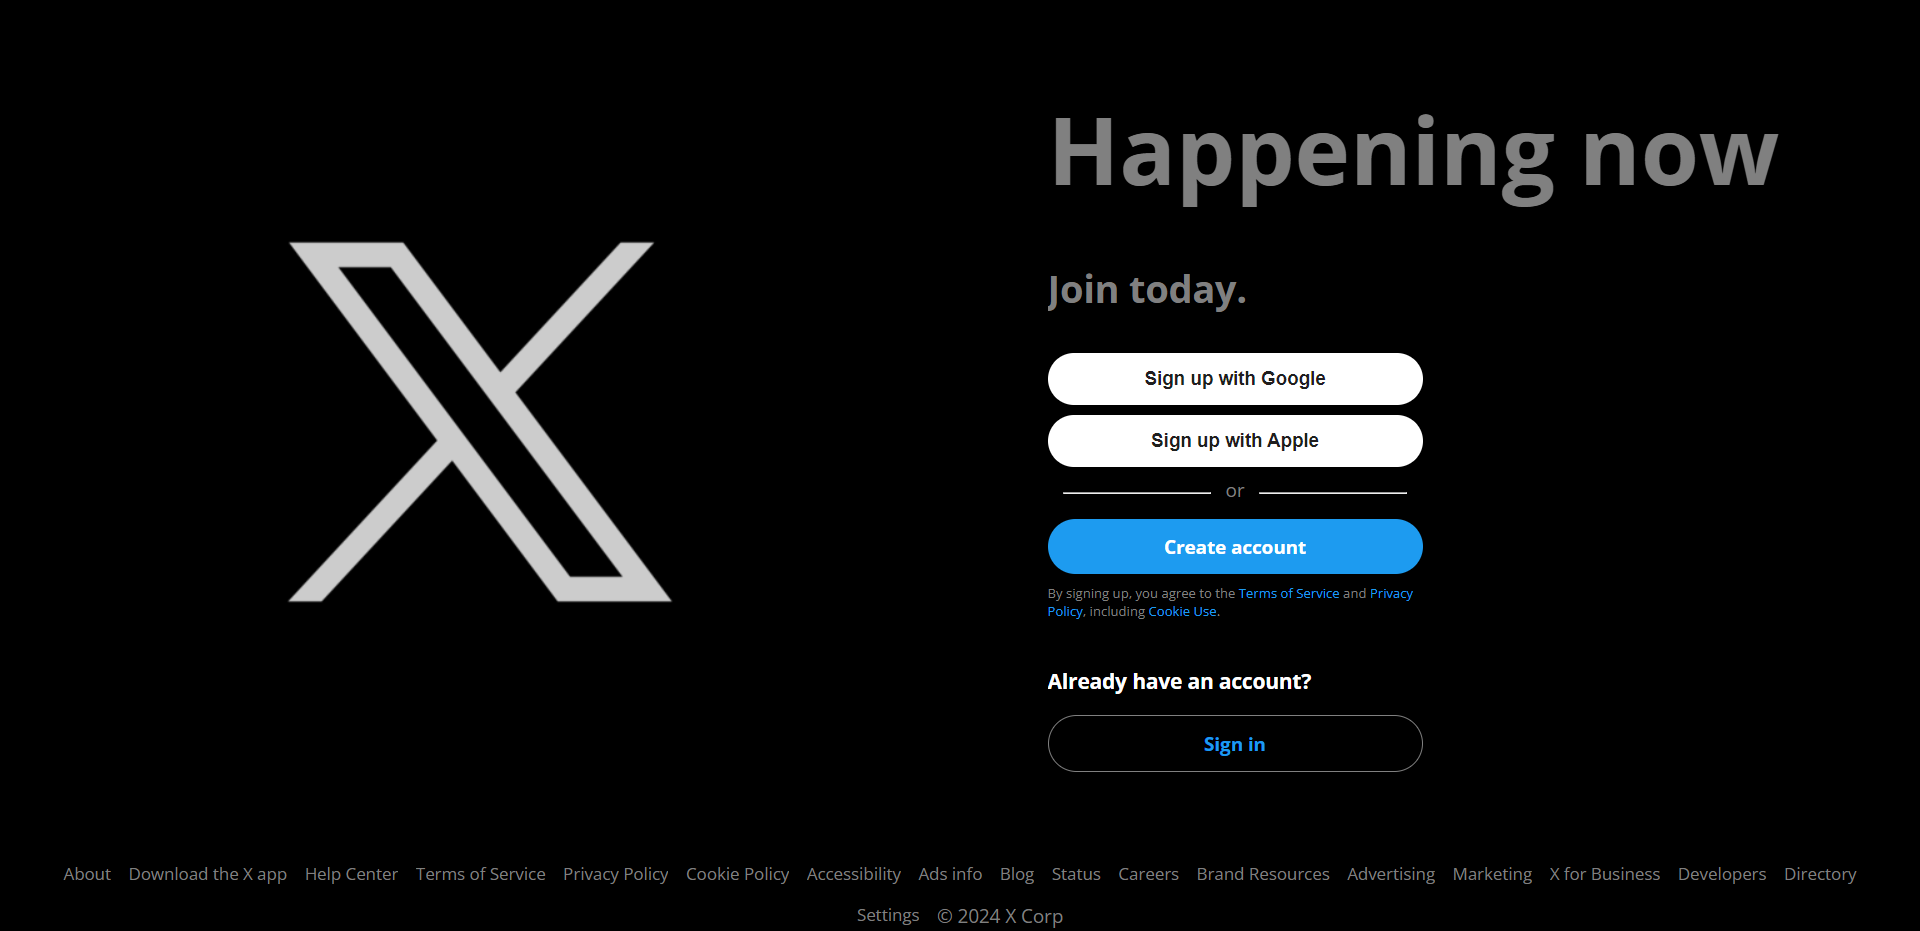 Happening now
Join today.
Sign up with Google
Sign up with Apple
or
Create account
By signing up, you agree to the Terms of Service and Privacy
Policy, including Cookie Use.
Already have an account?
Sign in
About Download the X app Help Center Terms of Service Privacy Policy Cookie Policy Accessibility Ads info Blog Status Careers Brand Resources Advertising Marketing X for Business Developers Directory
Settings © 2024 X Corp